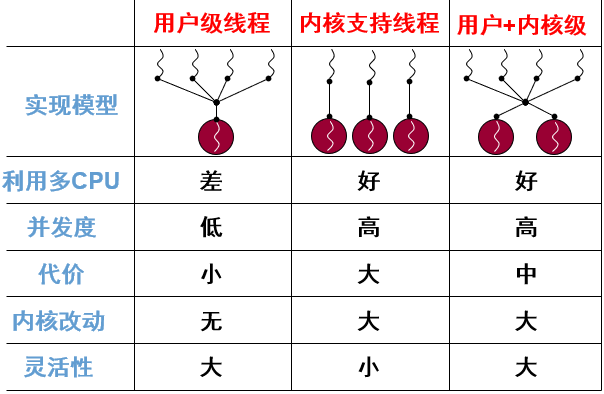 用户级线程 内核支持线程 用户+内核级
实现模型
利用多CPU 差 好 好
并发度 低 高 高
代价 小 大 中
内核改动 无 大 大
灵活性 大 小 大